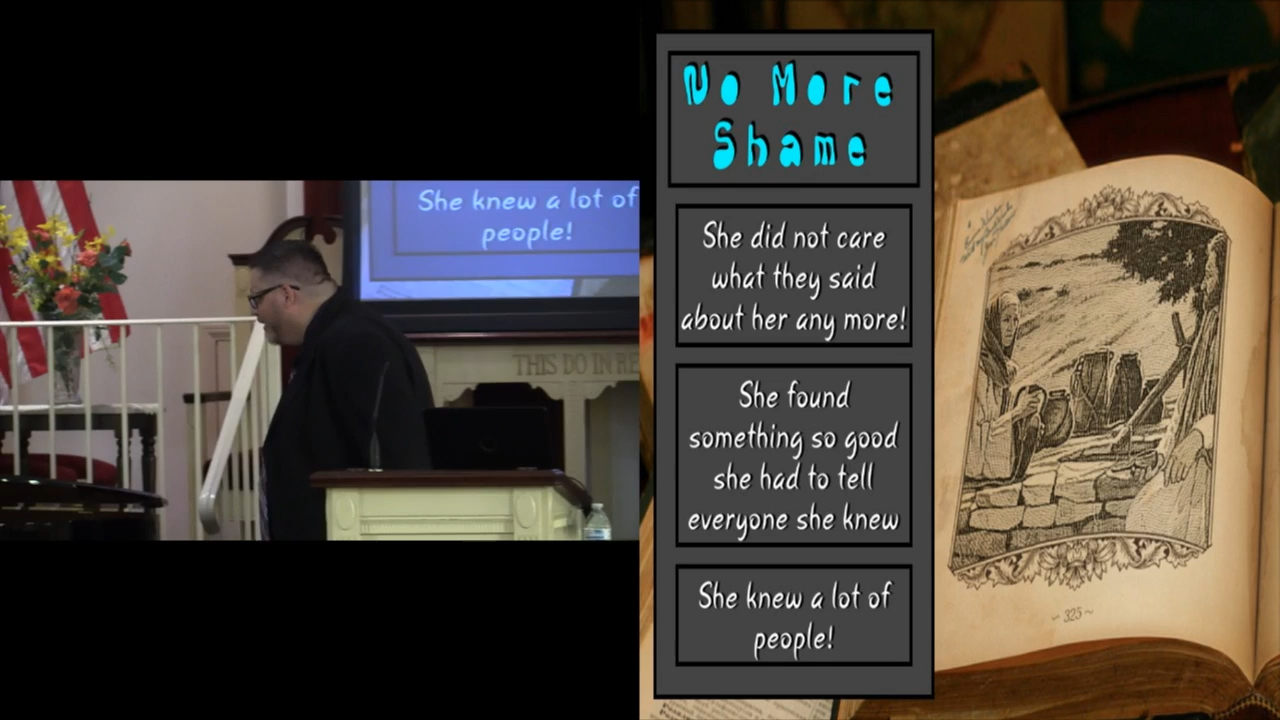 She knew a lot of
people!
THIS DO IN RE
No More
Shame
She did not care
what they said
about her any more!
She found
something so good
she had to tell
everyone she knew
She knew a lot of
people!
325